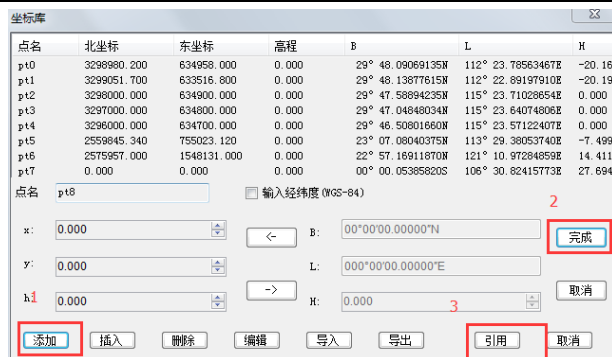 坐标库
点名 北坐标 东坐标 高程 B L H
pt0 3298980.200 634958.000 0.000 29° 48.09069135N 112° 23.78563467E -20.16
pt1 3299051.700 633516.800 0.000 29° 48.13877615N 112° 22.89197910E -20.19
pt2 3298000.000 634900.000 0.000 29° 47.58894235N 115° 23.71028654E 0.000
pt3 3297000.000 634800.000 0.000 29° 47.04848034N 115° 23.64074806E 0.000
pt4 3296000.000 634700.000 0.000 29° 46.50801660N 115° 23.57122407E 0.000
pt5 2559845.340 755023.120 0.000 23° 07.08040375N 113° 29.38053740E -7.499
pt6 2575957.000 1548131.000 0.000 22° 57.16911870N 121° 10.97284859E 14.411
pt7 0.000 0.000 0.000 00° 00.05385820S 106° 30.82415773E 27.694
点名 pt8 输入经纬度(WGS-84)
2
x: 0.000 <- B: 00°00'00.00000"N 完成
y: 0.000 L: 000°00'00.00000"E
1 h: 0.000 -> H: 0.000 取消
3
添加 插入 删除 编辑 导入 导出 引用 取消